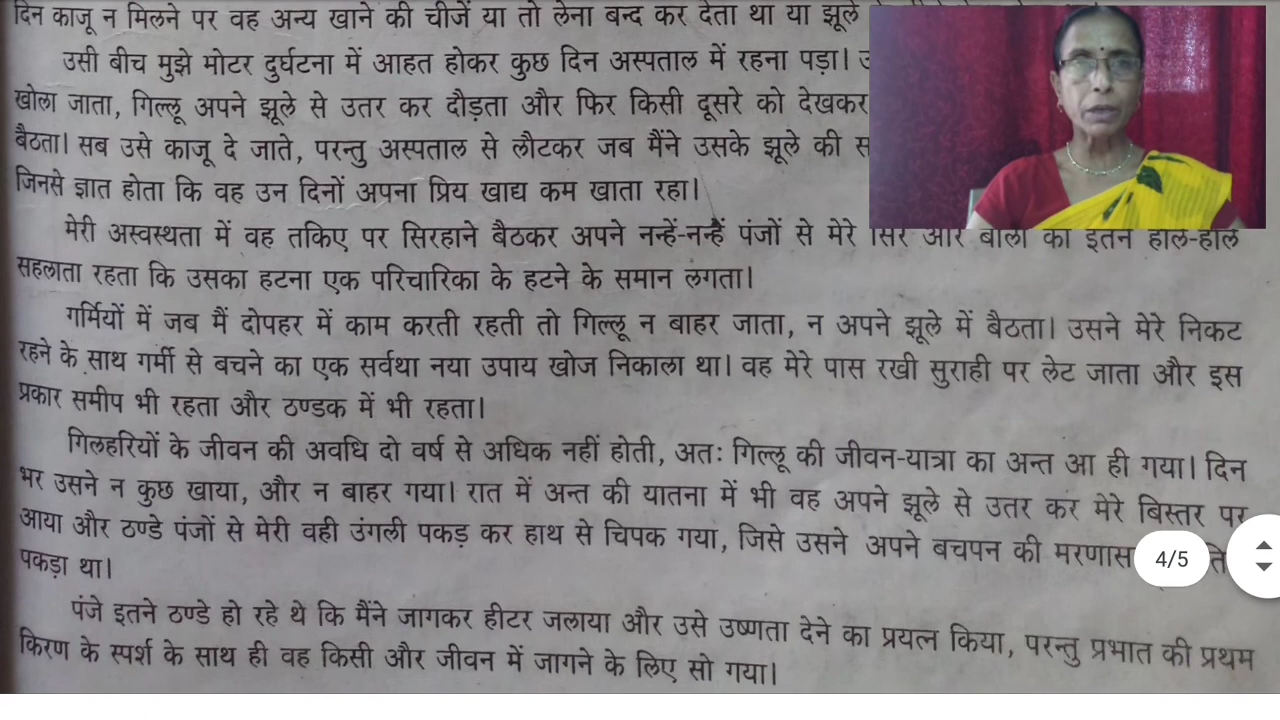 दिन काजू न मिलने पर वह अन्य खाने की चीजें या तो लेना बन्द कर देता था या झूले
उसी बीच मुझे मोटर दुर्घटना में आहत होकर कुछ दिन अस्पताल में रहना पड़ा।
खोला जाता, गिल्लू अपने झूले से उतर कर दौड़ता और फिर किसी दूसरे को देखकर
बैठता। सब उसे काजू दे जाते, परन्तु अस्पताल से लौटकर जब मैंने उसके झूले की
जिनसे ज्ञात होता कि वह उन दिनों अपना प्रिय खाद्य कम खाता रहा।
मेरी अस्वस्थता में वह तकिए पर सिरहाने बैठकर अपने नन्हें-नन्हें पंजों से मेरे सिर और बालों को इतने हौले-हौले
सहलाता रहता कि उसका हटना एक परिचारिका के हटने के समान लगता।
गर्मियों में जब मैं दोपहर में काम करती रहती तो गिल्लू न बाहर जाता, न अपने झूले में बैठता। उसने मेरे निकट
रहने के साथ गर्मी से बचने का एक सर्वथा नया उपाय खोज निकाला था। वह मेरे पास रखी सुराही पर लेट जाता और इस
प्रकार समीप भी रहता और ठण्डक में भी रहता।
गिलहरियों के जीवन की अवधि दो वर्ष से अधिक नहीं होती, अतः गिल्लू की जीवन-यात्रा का अन्त आ ही गया। दिन
भर उसने न कुछ खाया, और न बाहर गया। रात में अन्त की यातना में भी वह अपने झूले से उतर कर मेरे बिस्तर पर
आया और ठण्डे पंजों से मेरी वही उंगली पकड़ कर हाथ से चिपक गया, जिसे उसने अपने बचपन की
पकड़ा था।
4/5
पंजे इतने ठण्डे हो रहे थे कि मैंने जागकर हीटर जलाया और उसे उष्णता देने का प्रयत्न किया, परन्तु प्रभात की प्रथम
किरण के स्पर्श के साथ ही वह किसी और जीवन में जागने के लिए सो गया।